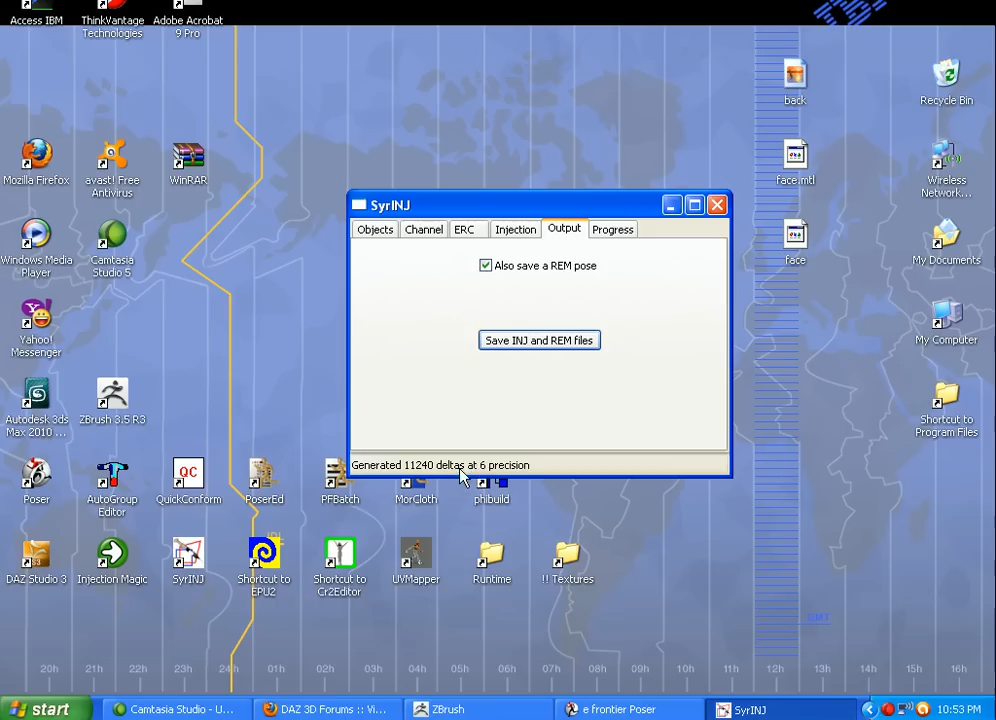 Access IBM
ThinkVantage
Technologies
Adobe Acrobat
9 Pro
IBM
back
Recycle Bin
Mozilla Firefox
avast! Free
Antivirus
WinRAR
face.mtl
Wireless
Network...
SyrINJ
Objects
Channel
ERC
Injection
Output
Progress
Also save a REM pose
Windows Media
Player
Camtasia
Studio 5
face
My Documents
Yahoo!
Messenger
Save INJ and REM files
My Computer
Autodesk 3ds
Max 2010 ...
ZBrush 3.5 R3
Shortcut to
Program Files
Generated 11240 deltas at 6 precision
Poser
AutoGroup
Editor
QC
QuickConform
PoserEd
PFBatch
MorCloth
phibuild
DAZ Studio 3
Injection Magic
SyrINJ
Shortcut to
EPU2
Shortcut to
Cr2Editor
UVMapper
Runtime
!! Textures
GMT
20h 21h 22h 23h 24h 01h 02h 03h 04h 05h 06h 07h 08h 09h 10h 11h 12h 13h 14h 15h 16h
start
Camtasia Studio - U...
DAZ 3D Forums :: Vi...
ZBrush
e frontier Poser
SyrINJ
10:53 PM